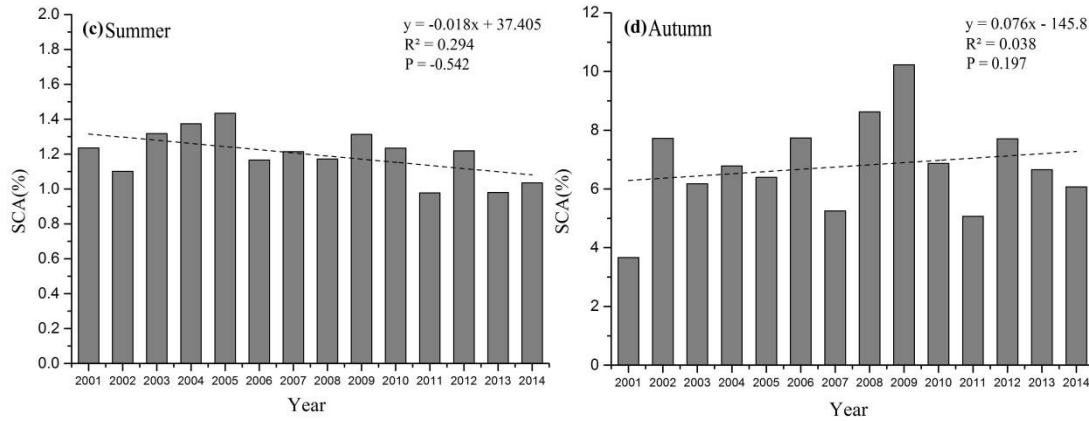 (c) Summer
y = -0.018x + 37.405
R² = 0.294
P = -0.542
2.0
1.8
1.6
1.4
1.2
1.0
0.8
0.6
0.4
0.2
0.0
SCA(%)
2001 2002 2003 2004 2005 2006 2007 2008 2009 2010 2011 2012 2013 2014
Year
(d) Autumn
y = 0.076x - 145.8
R² = 0.038
P = 0.197
12
10
8
6
4
2
0
SCA(%)
2001 2002 2003 2004 2005 2006 2007 2008 2009 2010 2011 2012 2013 2014
Year